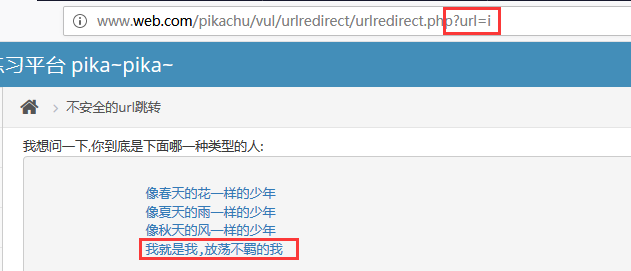 www.web.com/pikachu/vul/urlredirect/urlredirect.php?url=i
练习平台 pika~pika~
不安全的url跳转
我想问一下,你到底是下面哪一种类型的人:
像春天的花一样的少年
像夏天的雨一样的少年
像秋天的风一样的少年
我就是我,放荡不羁的我